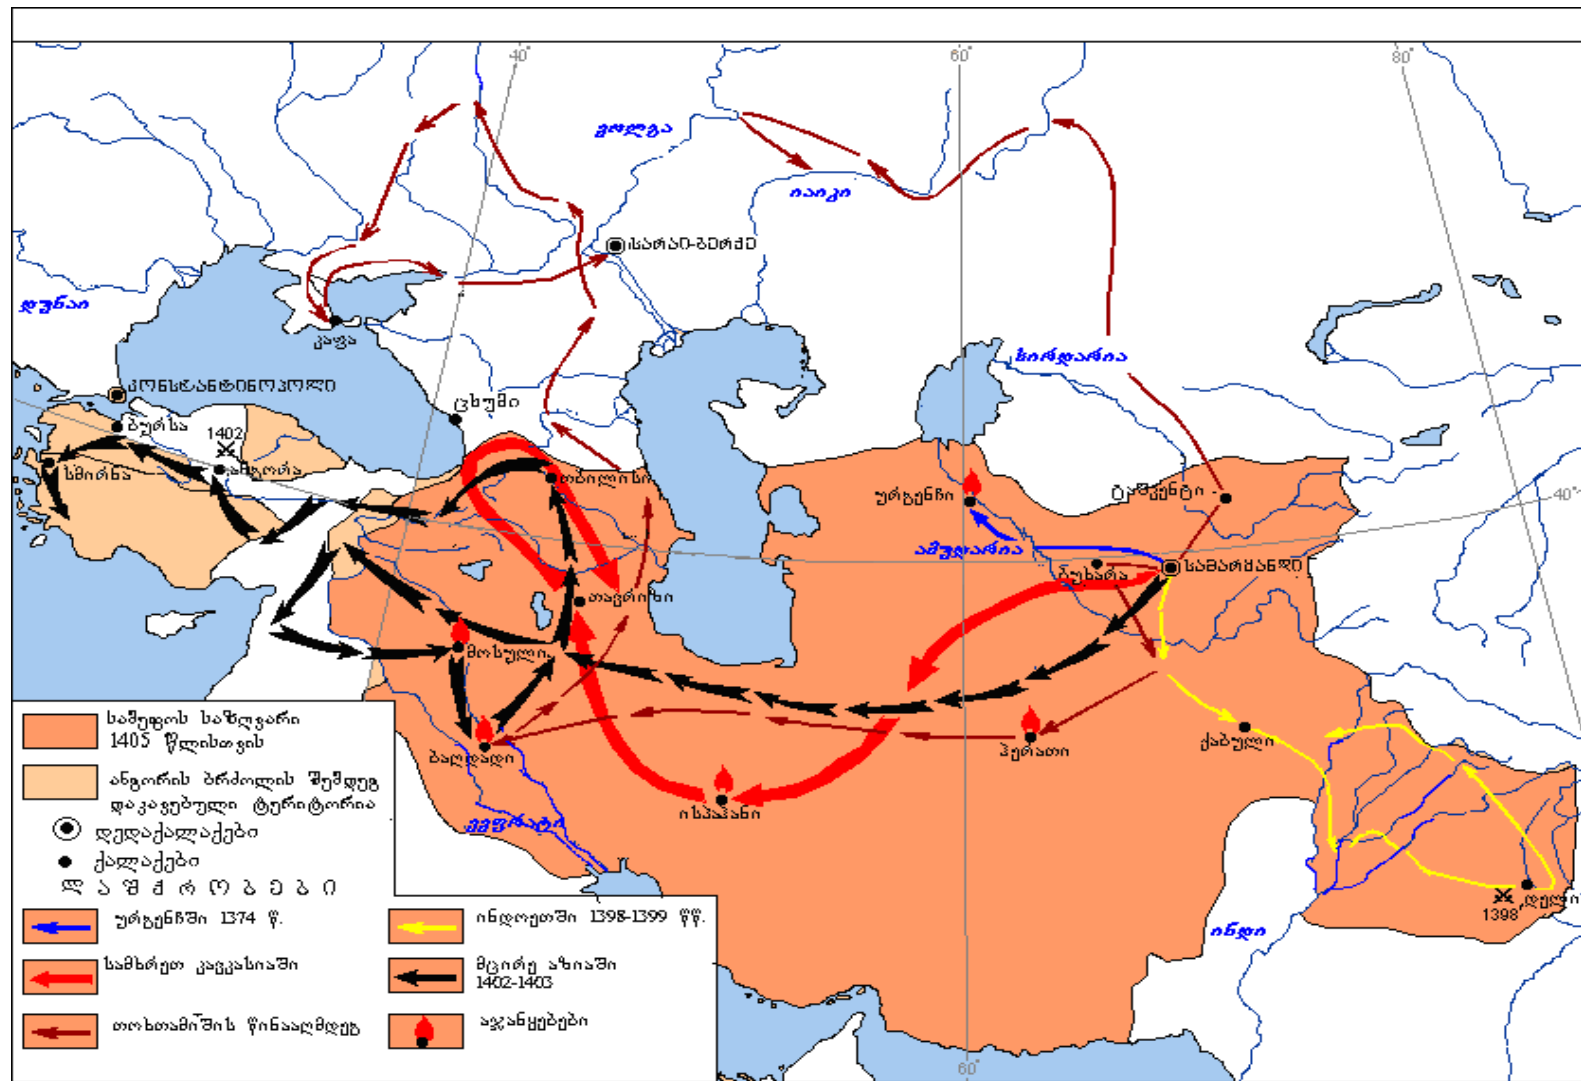 40°
60°
80°
ვოლგა
იაიკი
სარაი-ბერქე
დუნაი
კაფა
სირდარია
კონსტანტინოპოლი
ცხუმი
ბურსა
1402
ანგორა
სმირნა
თბილისი
ურგენჩი
ტაშკენტი
40°
ამუდარია
ბუხარა
სამარყანდი
თავრიზი
მოსული
ბაღდადი
ჰერათი
ქაბული
ისპაჰანი
ევფრატი
დელი
1398
ინდი
60°
სამეფოს საზღვარი
1405 წლისთვის
ანგორის ბრძოლის შემდეგ
დაკავებული ტერიტორია
დედაქალაქები
ქალაქები
ლაშქრობები
ურგენჩში 1374 წ.
ინდოეთში 1398-1399 წწ.
სამხრეთ კავკასიაში
მცირე აზიაში
1402-1403
თოხთამიშის წინააღმდეგ
აჯანყებები